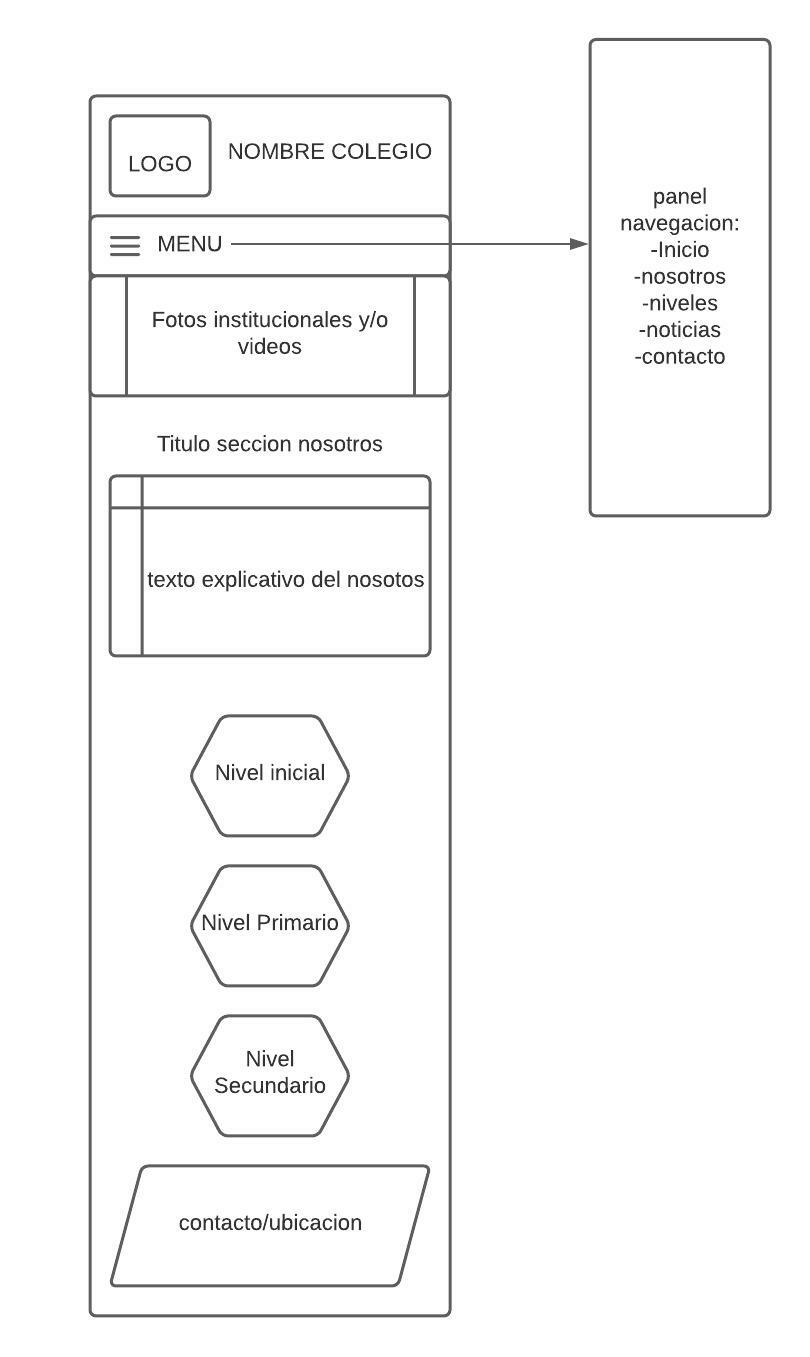 LOGO
NOMBRE COLEGIO
MENU
Fotos institucionales y/o
videos
Titulo seccion nosotros
texto explicativo del nosotos
Nivel inicial
Nivel Primario
Nivel
Secundario
contacto/ubicacion
panel
navegacion:
-Inicio
-nosotros
-niveles
-noticias
-contacto